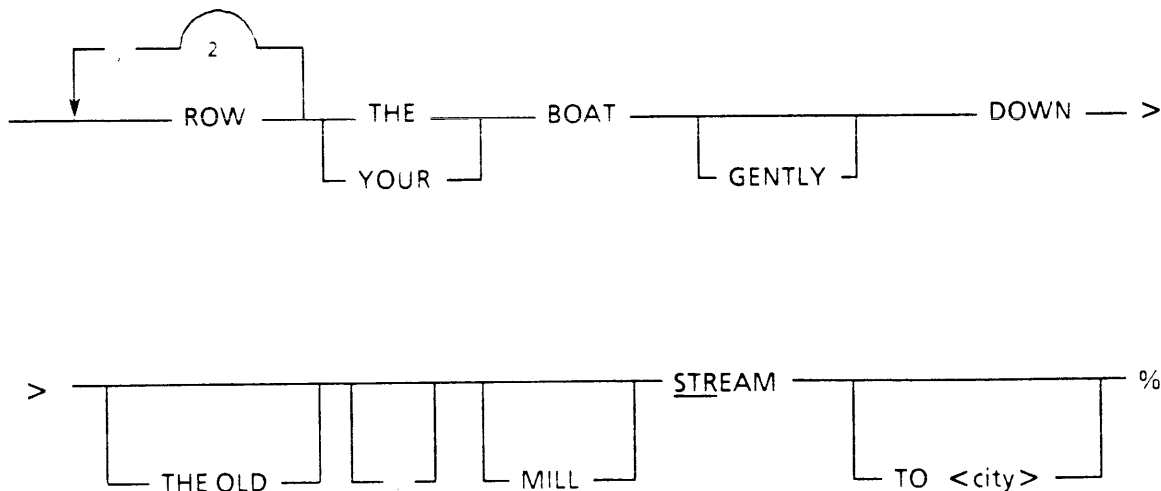 , 2
ROW THE BOAT DOWN >
YOUR GENTLY
> STREAM %
THE OLD , MILL TO <city>